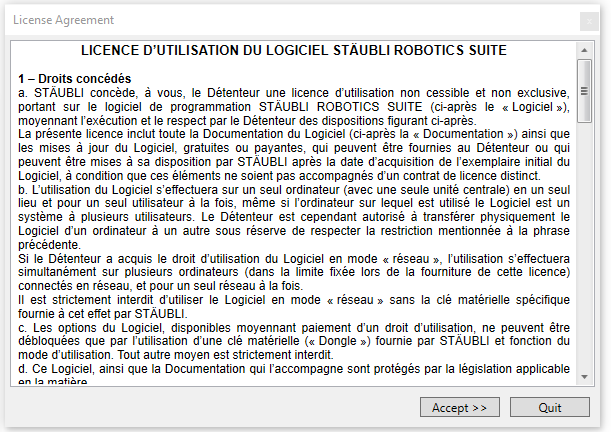 License Agreement
LICENCE D'UTILISATION DU LOGICIEL STÄUBLI ROBOTICS SUITE
1 – Droits concédés
a. STÄUBLI concède, à vous, le Détenteur une licence d'utilisation non cessible et non exclusive,
portant sur le logiciel de programmation STÄUBLI ROBOTICS SUITE (ci-après le « Logiciel »),
moyennant l'exécution et le respect par le Détenteur des dispositions figurant ci-après.
La présente licence inclut toute la Documentation du Logiciel (ci-après la « Documentation ») ainsi que
les mises à jour du Logiciel, gratuites ou payantes, qui peuvent être fournies au Détenteur ou qui
peuvent être mises à sa disposition par STÄUBLI après la date d'acquisition de l'exemplaire initial du
Logiciel, à condition que ces éléments ne soient pas accompagnés d'un contrat de licence distinct.
b. L'utilisation du Logiciel s'effectuera sur un seul ordinateur (avec une seule unité centrale) en un seul
lieu et pour un seul utilisateur à la fois, même si l'ordinateur sur lequel est utilisé le Logiciel est un
système à plusieurs utilisateurs. Le Détenteur est cependant autorisé à transférer physiquement le
Logiciel d'un ordinateur à un autre sous réserve de respecter la restriction mentionnée à la phrase
précédente.
Si le Détenteur a acquis le droit d'utilisation du Logiciel en mode « réseau », l'utilisation s'effectuera
simultanément sur plusieurs ordinateurs (dans la limite fixée lors de la fourniture de cette licence)
connectés en réseau, et pour un seul réseau à la fois.
Il est strictement interdit d'utiliser le Logiciel en mode « réseau » sans la clé matérielle spécifique
fournie à cet effet par STÄUBLI.
c. Les options du Logiciel, disponibles moyennant paiement d'un droit d'utilisation, ne peuvent être
débloquées que par l'utilisation d'une clé matérielle (« Dongle ») fournie par STÄUBLI et fonction du
mode d'utilisation. Tout autre moyen est strictement interdit.
d. Ce Logiciel, ainsi que la Documentation qui l'accompagne sont protégés par la législation applicable
en la matière
Accept >>
Quit